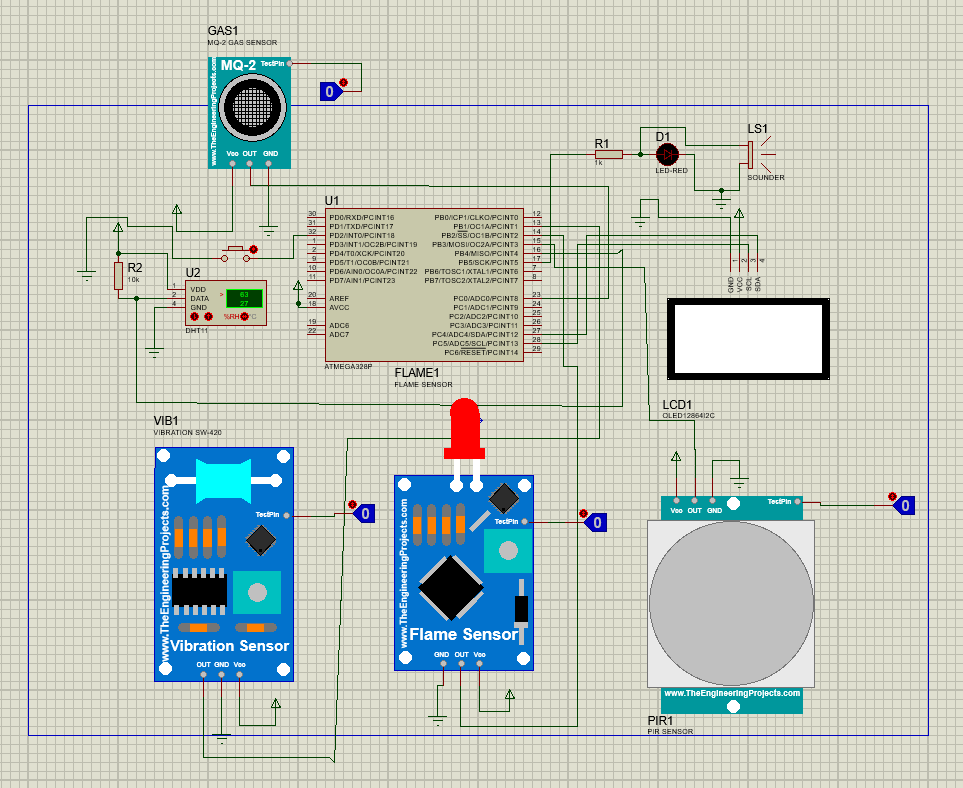 GAS1
MQ-2 GAS SENSOR
MQ-2
TestPin
www.TheEngineeringProjects.com
Vcc OUT GND
0
R1
1k
D1
LED-RED
LS1
SOUNDER
U1
30 PD0/RXD/PCINT16
31 PD1/TXD/PCINT17
32 PD2/INT0/PCINT18
1 PD3/INT1/OC2B/PCINT19
2 PD4/T0/XCK/PCINT20
9 PD5/T1/OC0B/PCINT21
10 PD6/AIN0/OC0A/PCINT22
11 PD7/AIN1/PCINT23
20 AREF
18 AVCC
19 ADC6
22 ADC7
PB0/ICP1/CLKO/PCINT0 12
PB1/OC1A/PCINT1 13
PB2/SS/OC1B/PCINT2 14
PB3/MOSI/OC2A/PCINT3 15
PB4/MISO/PCINT4 16
PB5/SCK/PCINT5 17
PB6/TOSC1/XTAL1/PCINT6 7
PB7/TOSC2/XTAL2/PCINT7 8
PC0/ADC0/PCINT8 23
PC1/ADC1/PCINT9 24
PC2/ADC2/PCINT10 25
PC3/ADC3/PCINT11 26
PC4/ADC4/SDA/PCINT12 27
PC5/ADC5/SCL/PCINT13 28
PC6/RESET/PCINT14 29
ATMEGA328P
R2
10k
U2
1 VDD
2 DATA
4 GND
>
63
27
%RH
°C
DHT11
GND 1
VCC 2
SCL 3
SDA 4
LCD1
OLED12864I2C
FLAME1
FLAME SENSOR
TestPin
0
www.TheEngineeringProjects.com
Flame Sensor
GND OUT Vcc
VIB1
VIBRATION SW-420
TestPin
0
www.TheEngineeringProjects.com
Vibration Sensor
OUT GND Vcc
Vcc OUT GND
TestPin
0
www.TheEngineeringProjects.com
PIR1
PIR SENSOR